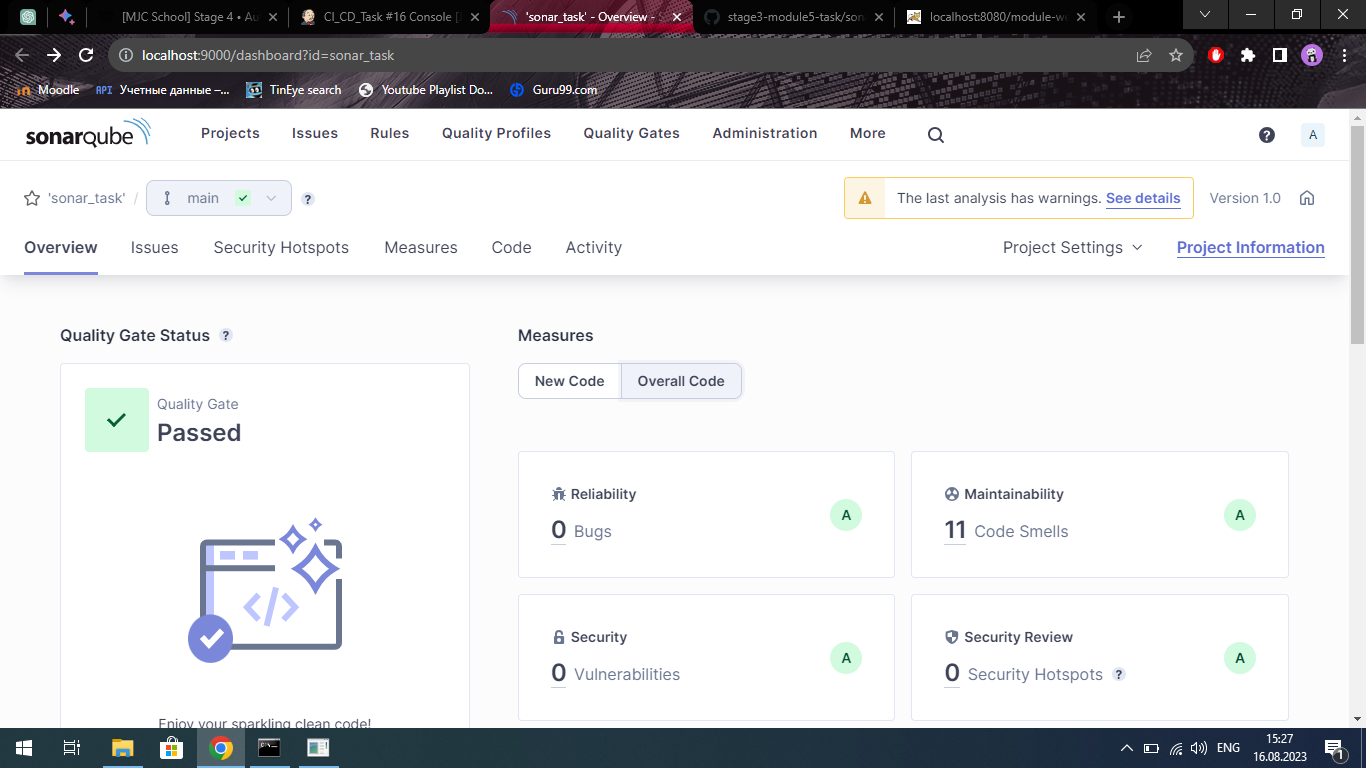 [MJC School] Stage 4 • Au
CI_CD_Task #16 Console [
'sonar_task' - Overview -
stage3-module5-task/son
localhost:8080/module-we
localhost:9000/dashboard?id=sonar_task
Moodle
API Учетные данные –...
TinEye search
Youtube Playlist Do...
Guru99.com
sonarqube
Projects
Issues
Rules
Quality Profiles
Quality Gates
Administration
More
?
A
'sonar_task' / main ?
The last analysis has warnings. See details
Version 1.0
Overview
Issues
Security Hotspots
Measures
Code
Activity
Project Settings
Project Information
Quality Gate Status ?
Quality Gate
Passed
Enjoy your sparkling clean code!
Measures
New Code
Overall Code
Reliability
0 Bugs
A
Maintainability
11 Code Smells
A
Security
0 Vulnerabilities
A
Security Review
0 Security Hotspots ?
A
ENG
15:27
16.08.2023
1